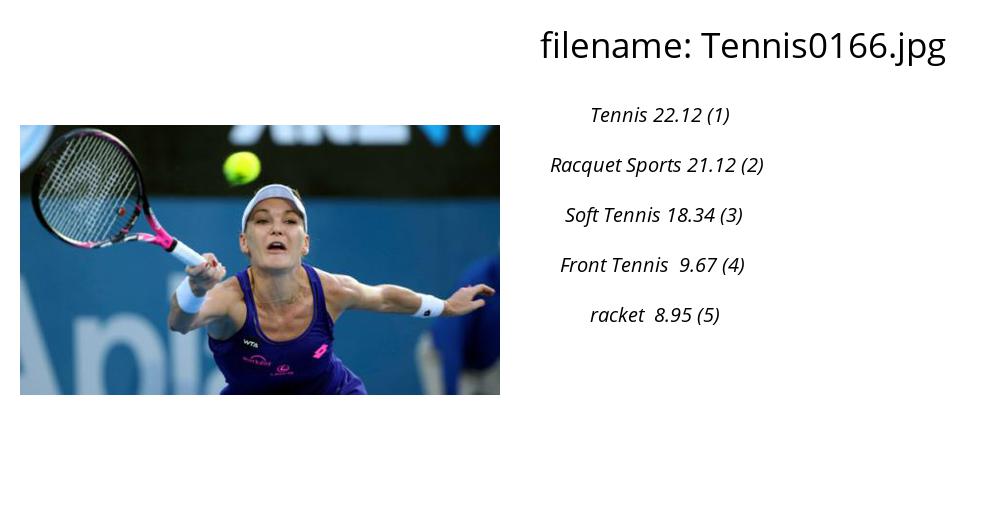 filename: Tennis0166.jpg
Tennis 22.12 (1)
Racquet Sports 21.12 (2)
Soft Tennis 18.34 (3)
Front Tennis 9.67 (4)
racket 8.95 (5)
WTA